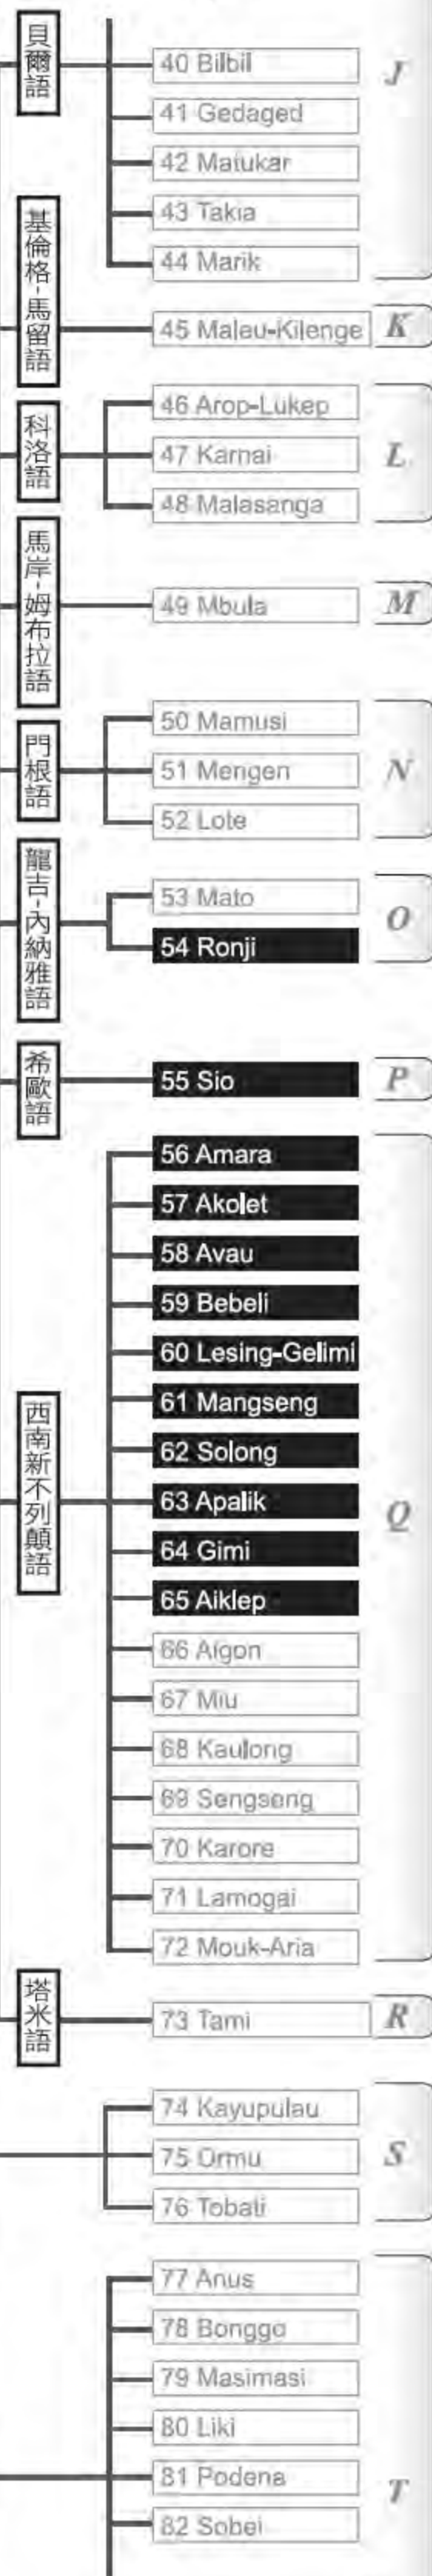 貝爾語
40 Bilbil
J
41 Gedaged
42 Matukar
43 Takia
44 Marik
基倫格-馬留語
45 Maleu-Kilenge
K
科洛語
46 Arop-Lukep
47 Karnai
L
48 Malasanga
馬岸-姆布拉語
49 Mbula
M
門根語
50 Mamusi
51 Mengen
N
52 Lote
龍吉-內納雅語
53 Mato
O
54 Ronji
希歐語
55 Sio
P
56 Amara
57 Akolet
58 Avau
59 Bebeli
60 Lesing-Gelimi
61 Mangseng
62 Solong
西南新不列顛語
63 Apalik
Q
64 Gimi
65 Aiklep
66 Aigon
67 Miu
68 Kaulong
69 Sengseng
70 Karore
71 Lamogai
72 Mouk-Aria
塔米語
73 Tami
R
74 Kayupulau
75 Ormu
S
76 Tobati
77 Anus
78 Bonggo
79 Masimasi
80 Liki
81 Podena
T
82 Sobei